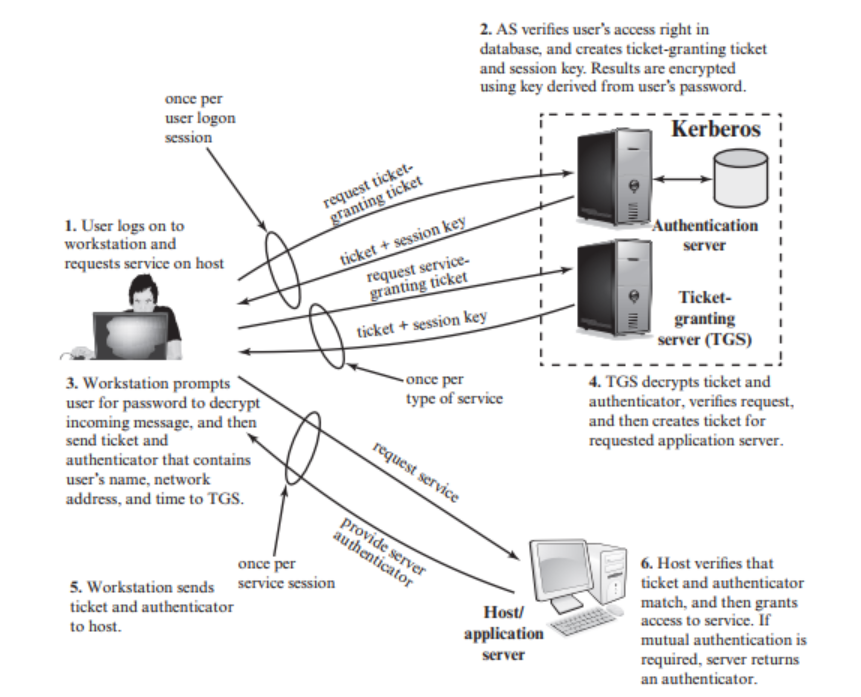 2. AS verifies user's access right in
database, and creates ticket-granting ticket
and session key. Results are encrypted
using key derived from user's password.
once per
user logon
session
Kerberos
request ticket-
granting ticket
1. User logs on to
workstation and
requests service on host
ticket + session key
Authentication
server
request service-
granting ticket
Ticket-
granting
server (TGS)
ticket + session key
once per
type of service
3. Workstation prompts
user for password to decrypt
incoming message, and then
send ticket and
authenticator that contains
user's name, network
address, and time to TGS.
4. TGS decrypts ticket and
authenticator, verifies request,
and then creates ticket for
requested application server.
request service
provide server
authenticator
once per
service session
5. Workstation sends
ticket and authenticator
to host.
Host/
application
server
6. Host verifies that
ticket and authenticator
match, and then grants
access to service. If
mutual authentication is
required, server returns
an authenticator.